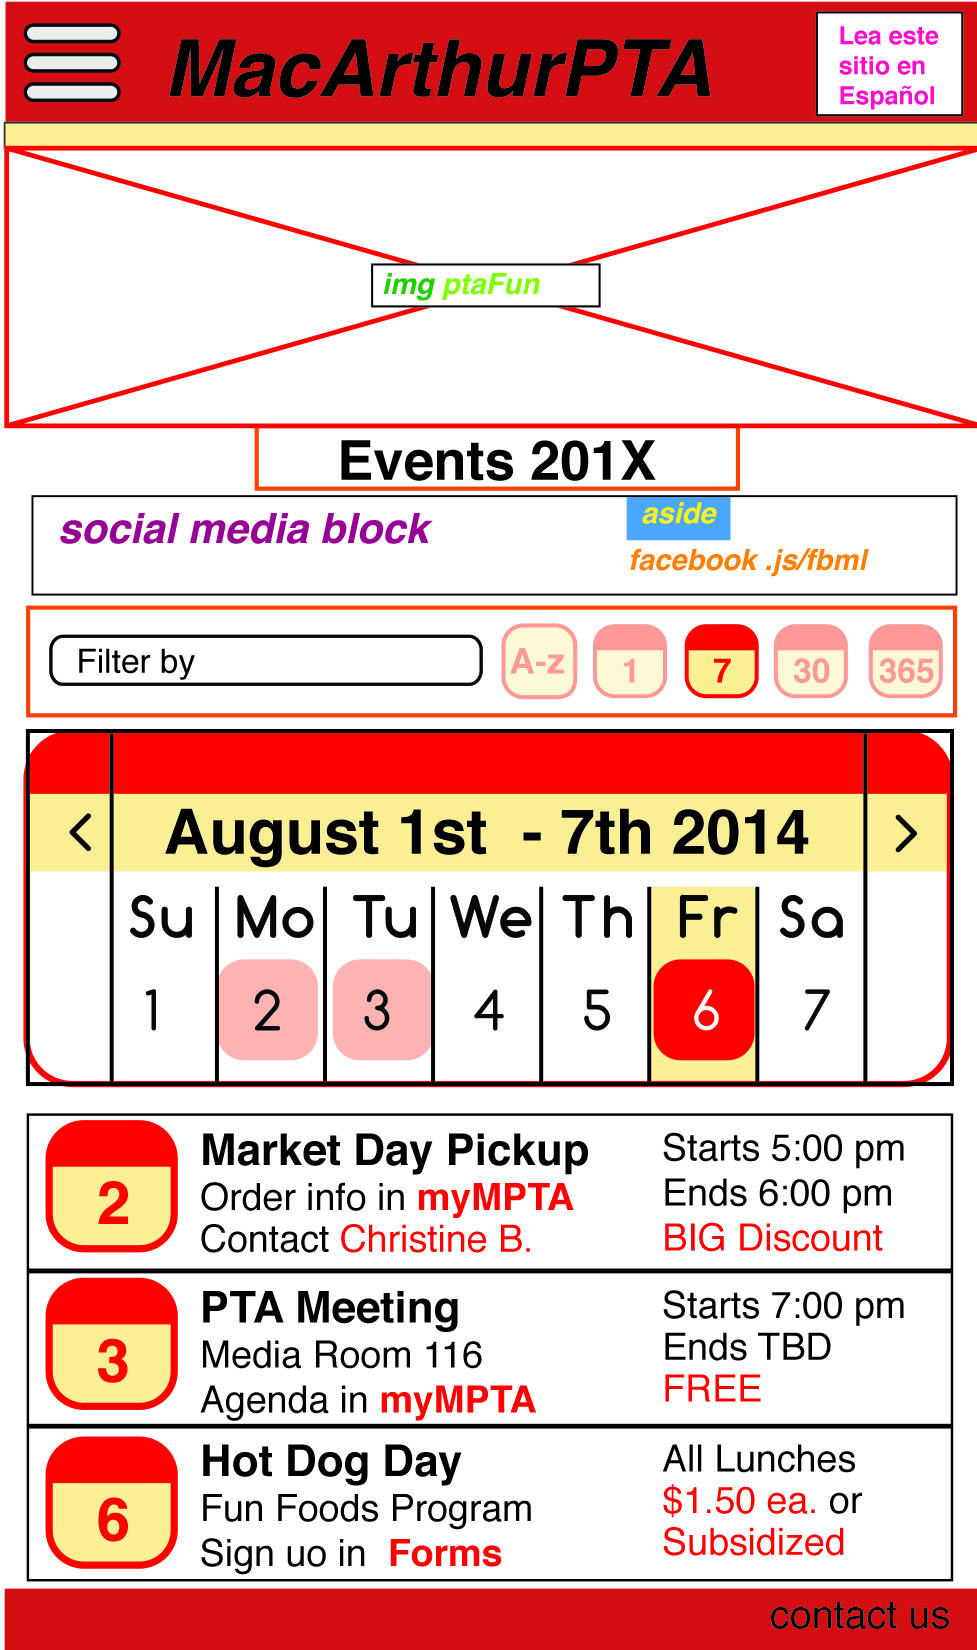 MacArthurPTA
Lea este
sitio en
Español
img ptaFun
Events 201X
social media block
aside
facebook .js/fbml
Filter by
A-z 1 7 30 365
< August 1st - 7th 2014 >
Su Mo Tu We Th Fr Sa
1 2 3 4 5 6 7
2
Market Day Pickup
Order info in myMPTA
Contact Christine B.
Starts 5:00 pm
Ends 6:00 pm
BIG Discount
3
PTA Meeting
Media Room 116
Agenda in myMPTA
Starts 7:00 pm
Ends TBD
FREE
6
Hot Dog Day
Fun Foods Program
Sign uo in Forms
All Lunches
$1.50 ea. or
Subsidized
contact us